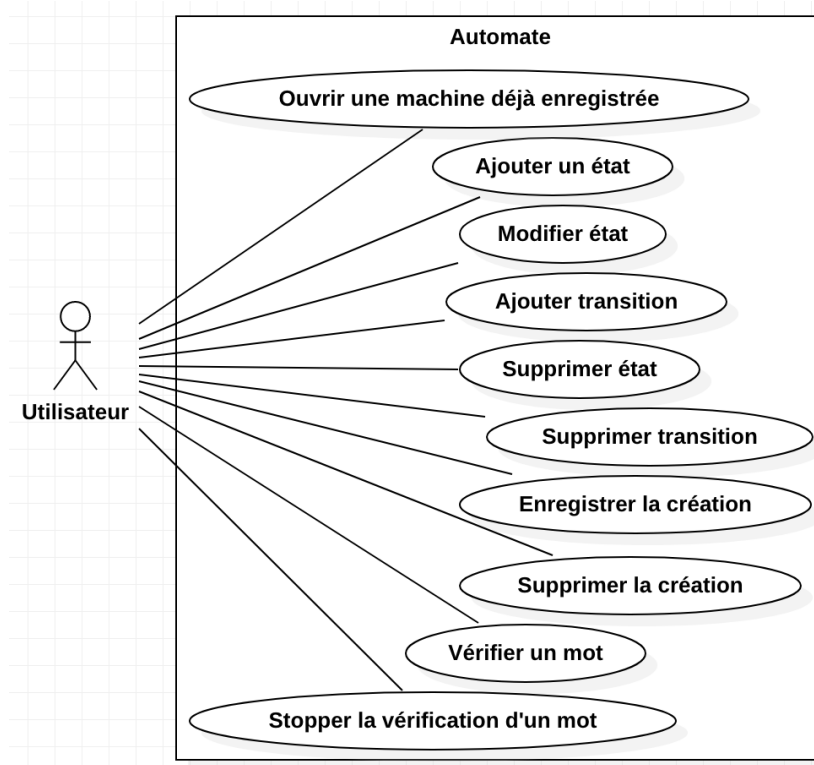 Automate
Ouvrir une machine déjà enregistrée
Ajouter un état
Modifier état
Ajouter transition
Supprimer état
Utilisateur
Supprimer transition
Enregistrer la création
Supprimer la création
Vérifier un mot
Stopper la vérification d'un mot